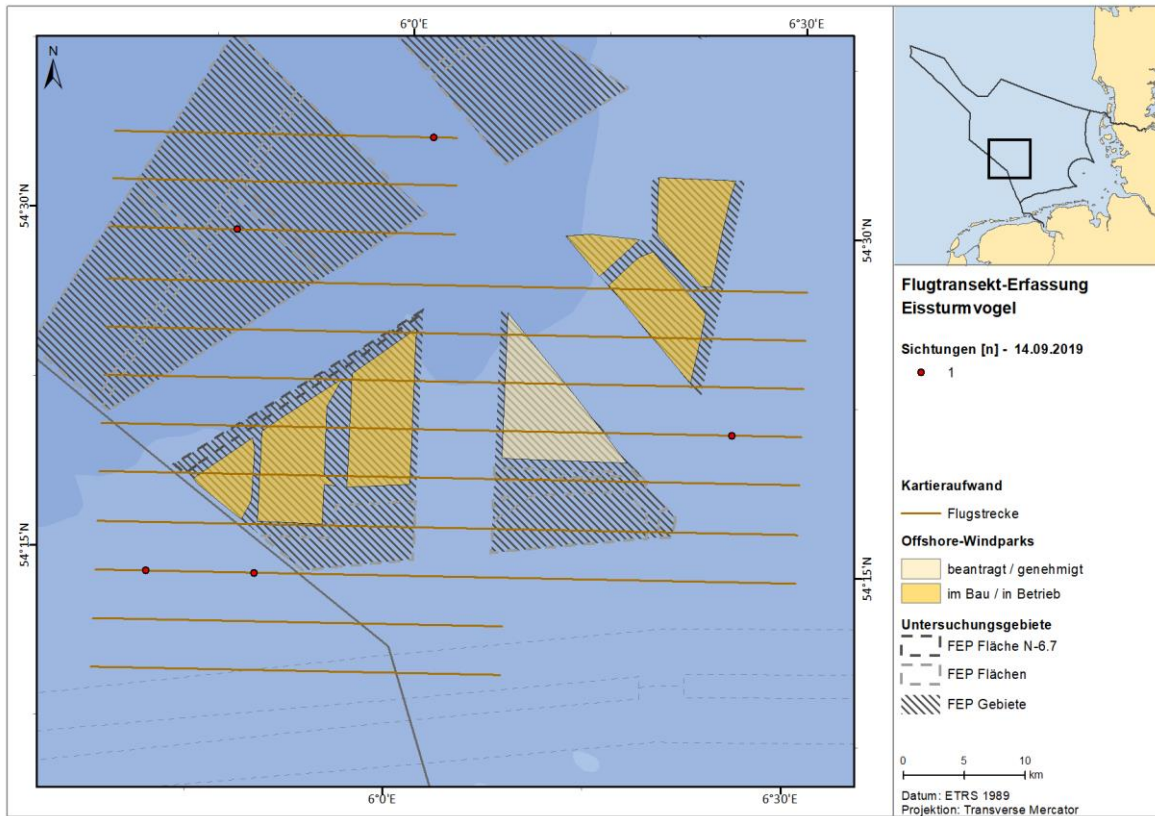 6°0'E
6°30'E
N
54°30'N
54°30'N
54°15'N
54°15'N
6°0'E
6°30'E
Flugtransekt-Erfassung
Eissturmvogel
Sichtungen [n] - 14.09.2019
1
Kartieraufwand
Flugstrecke
Offshore-Windparks
beantragt / genehmigt
im Bau / in Betrieb
Untersuchungsgebiete
FEP Fläche N-6.7
FEP Flächen
FEP Gebiete
0 5 10
km
Datum: ETRS 1989
Projektion: Transverse Mercator